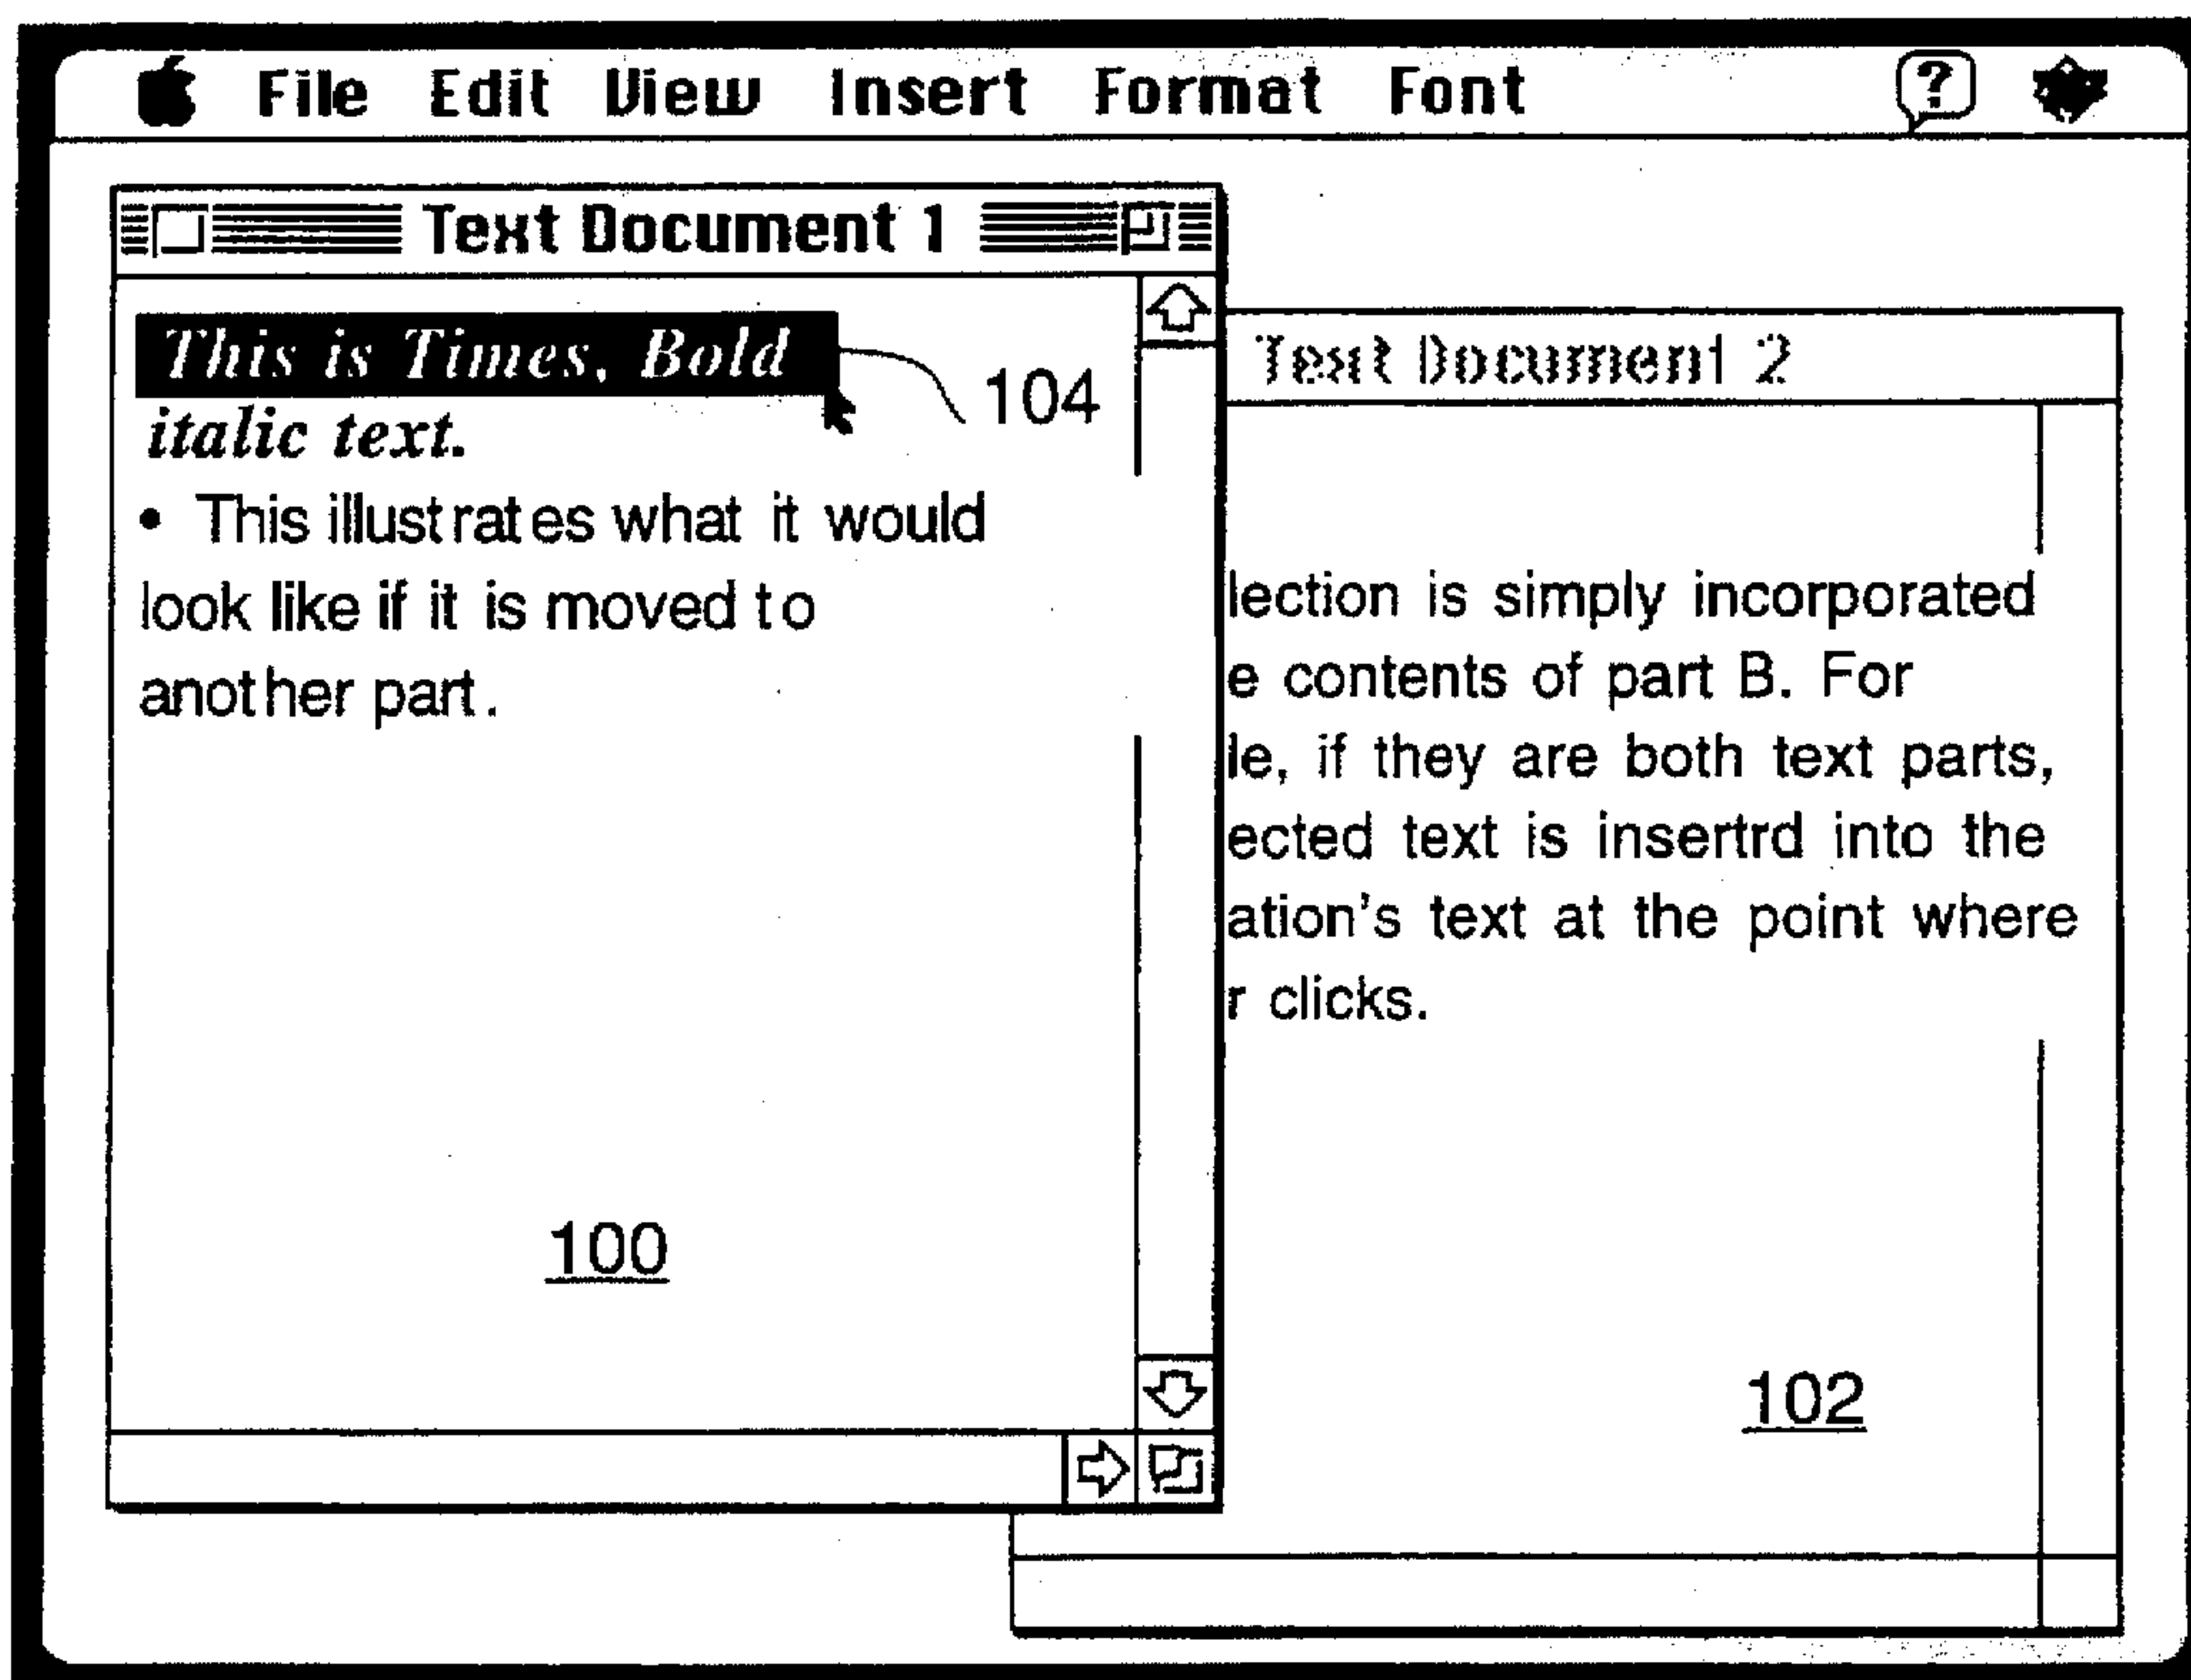 File Edit View Insert Format Font ?
Text Document 1
This is Times, Bold
104
italic text.
• This illustrates what it would
look like if it is moved to
another part.
100
Text Document 2
lection is simply incorporated
e contents of part B. For
le, if they are both text parts,
ected text is insertrd into the
ation's text at the point where
r clicks.
102